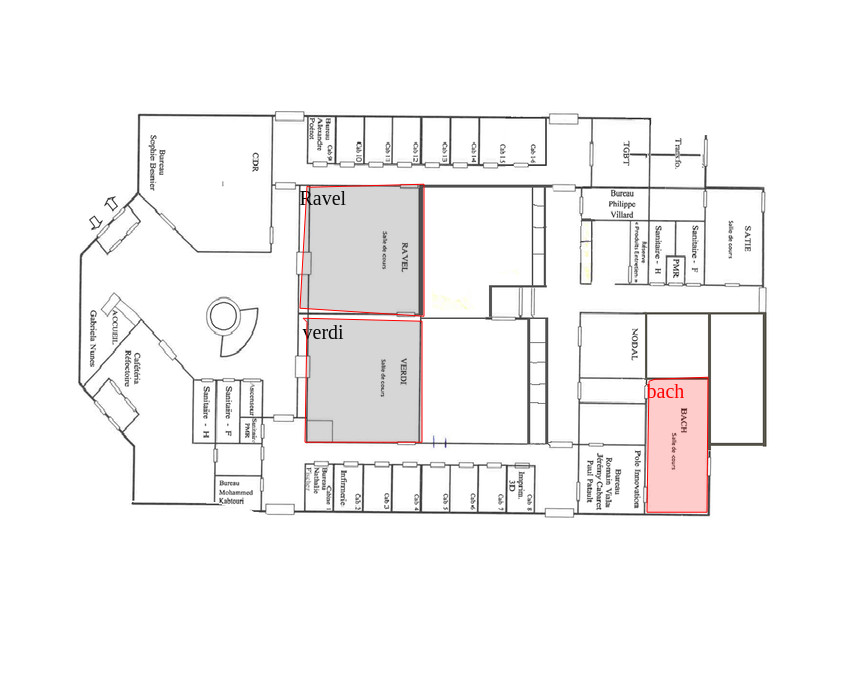 Bureau
Sophie Besnier
CDR
Bureau
Alexandre
Poënot
Cab 9
Cab 10
Cab 11
Cab 12
Cab 13
Cab 14
Cab 15
Cab 16
TGBT
Transfo.
Ravel
RAVEL
Salle de cours
Bureau
Philippe
Villard
Réserve
« Produits Entretien »
Sanitaire - H
PMR
Sanitaire - F
SATIE
Salle de cours
Gabriela Nunes
ACCUEIL
Cafétéria
Réfectoire
verdi
VERDI
Salle de cours
NODAL
bach
BACH
Salle de cours
Sanitaire - H
Sanitaire - F
Ascenseur
Sanitaire
PMR
Bureau
Mohammed
Kabtouri
Cabine 1
Bureau
Nathalie
Infirmerie
Cab 2
Cab 3
Cab 4
Cab 5
Cab 6
Cab 7
Imprim.
3D
Cab 8
Pole Innovation
Bureau
Romain Viala
Jérémy Cabaret
Paul Patault